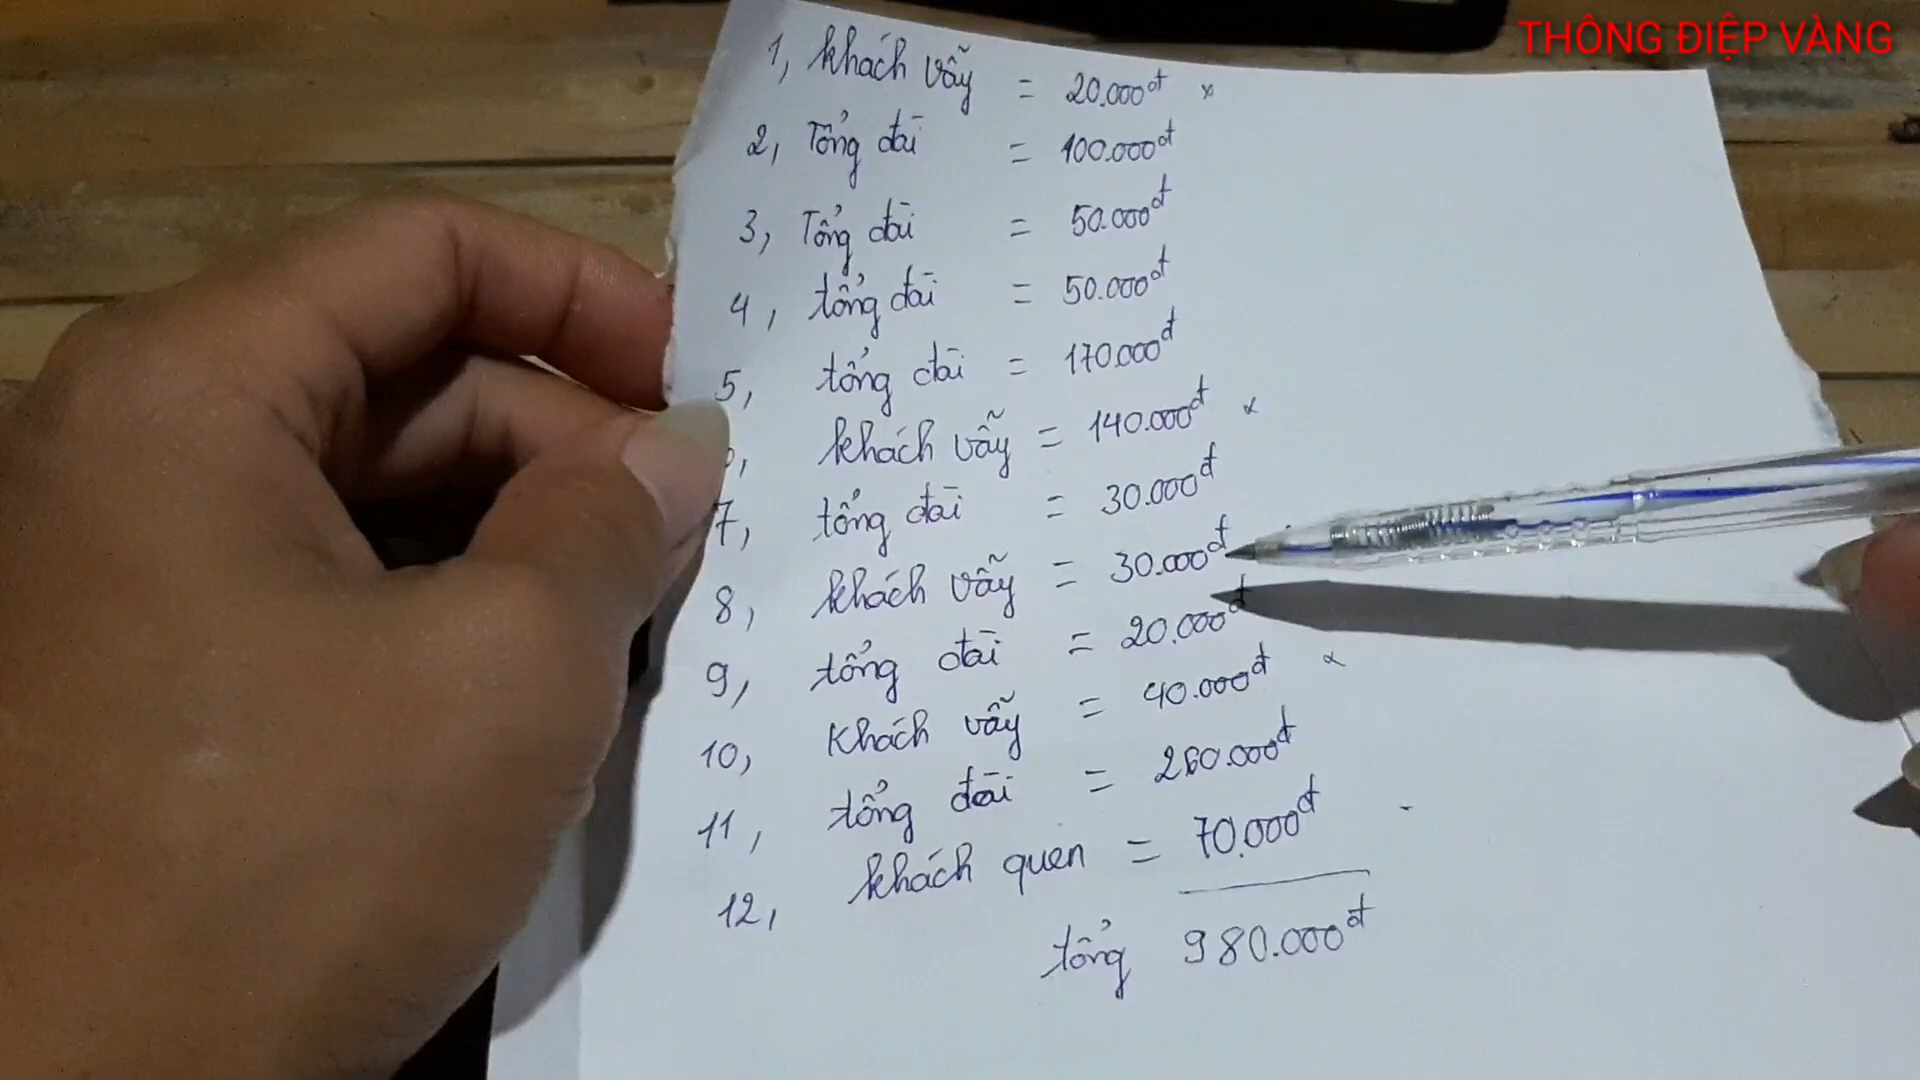 THÔNG ĐIỆP VÀNG
1, khách vẫy = 20.000đ x
2, Tổng đài = 100.000đ
3, Tổng đài = 50.000đ
4, tổng đài = 50.000đ
5, tổng đài = 170.000đ
, khách vẫy = 140.000đ x
7, tổng đài = 30.000đ
8, khách vẫy = 30.000đ
9, tổng đài = 20.000đ
10, Khách vẫy = 40.000đ x
11, tổng đài = 260.000đ
12, khách quen = 70.000đ
tổng 980.000đ